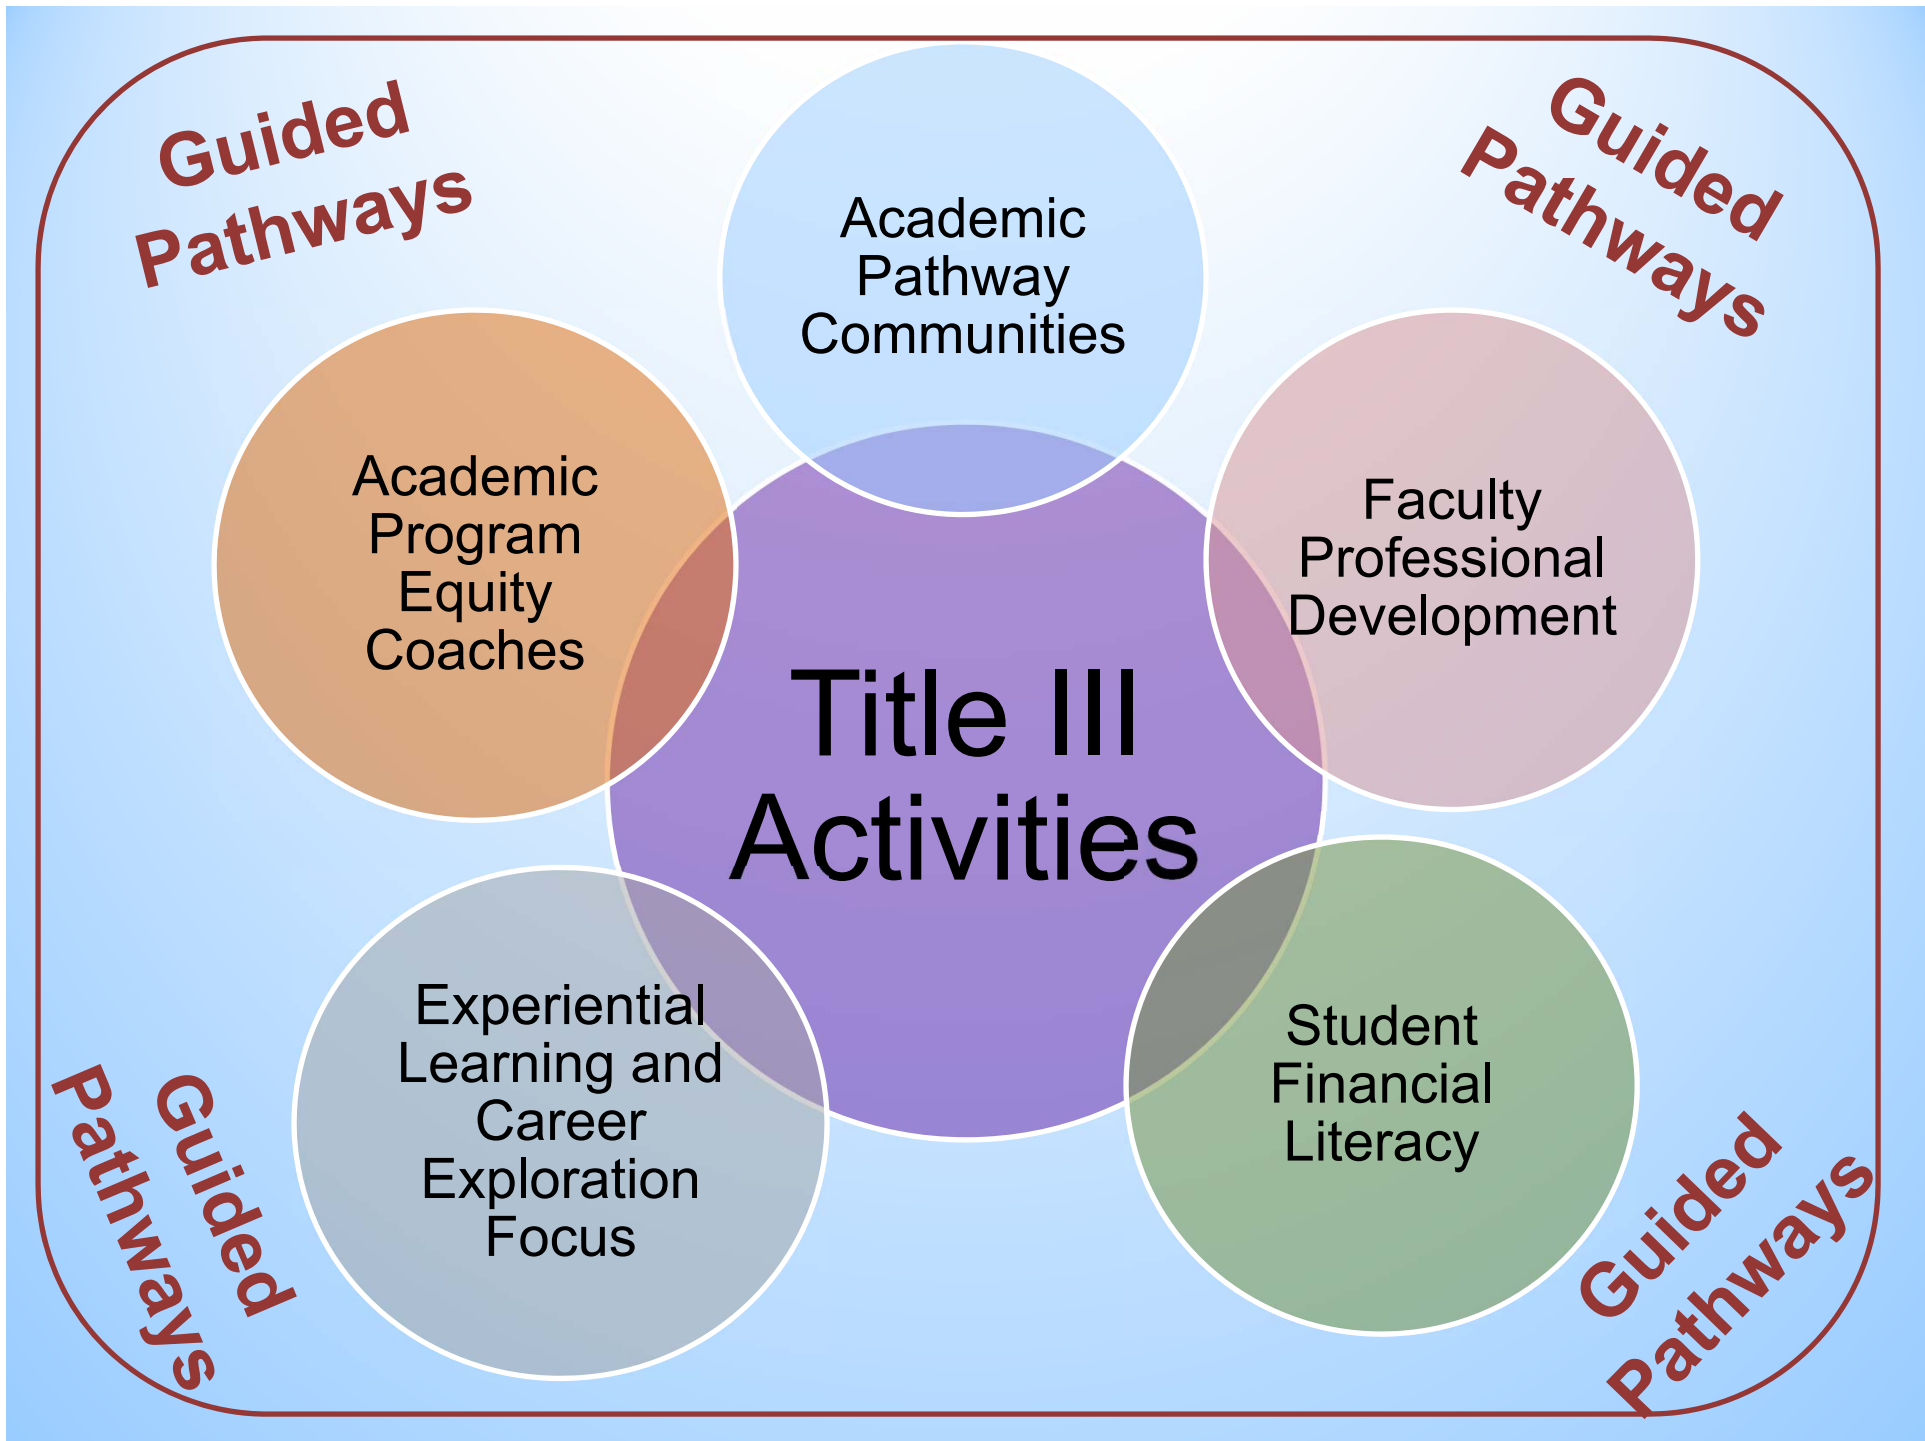 Guided
Pathways
Guided
Pathways
Academic
Pathway
Communities
Academic
Program
Equity
Coaches
Faculty
Professional
Development
Title III
Activities
Experiential
Learning and
Career
Exploration
Focus
Student
Financial
Literacy
Guided
Pathways
Guided
Pathways